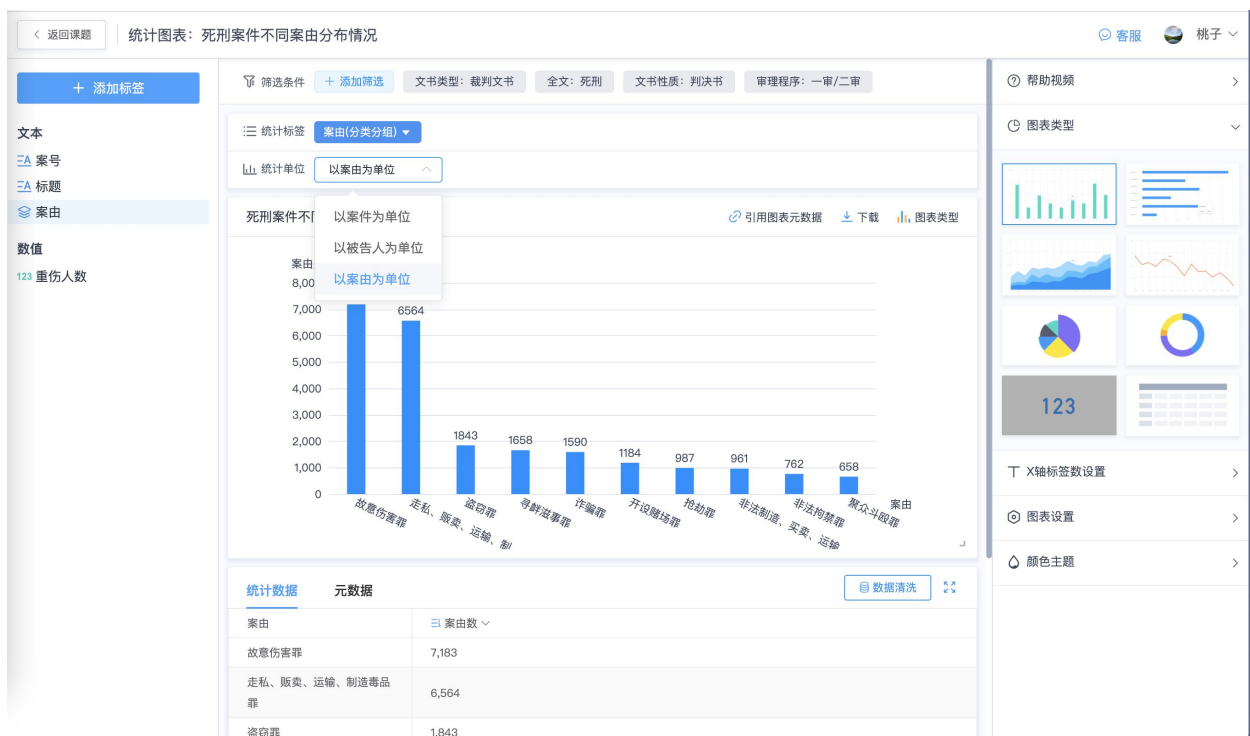 返回课题
统计图表：死刑案件不同案由分布情况
客服
桃子
+ 添加标签
文本
案号
标题
案由
数值
123 重伤人数
筛选条件 + 添加筛选 文书类型：裁判文书 全文：死刑 文书性质：判决书 审理程序：一审/二审
统计标签 案由(分类分组)
统计单位 以案由为单位
以案件为单位
以被告人为单位
以案由为单位
死刑案件不
引用图表元数据 下载 图表类型
案由
8,00
7,000
6,000
5,000
4,000
3,000
2,000
1,000
0
6564
1843
1658
1590
1184
987
961
762
658
故意伤害罪
走私、贩卖、运输、制
盗窃罪
寻衅滋事罪
诈骗罪
开设赌场罪
抢劫罪
非法制造、买卖、运输
非法拘禁罪
聚众斗殴罪
案由
统计数据 元数据 数据清洗
案由 案由数
故意伤害罪 7,183
走私、贩卖、运输、制造毒品
罪
6,564
盗窃罪 1,843
帮助视频
图表类型
123
X轴标签数设置
图表设置
颜色主题